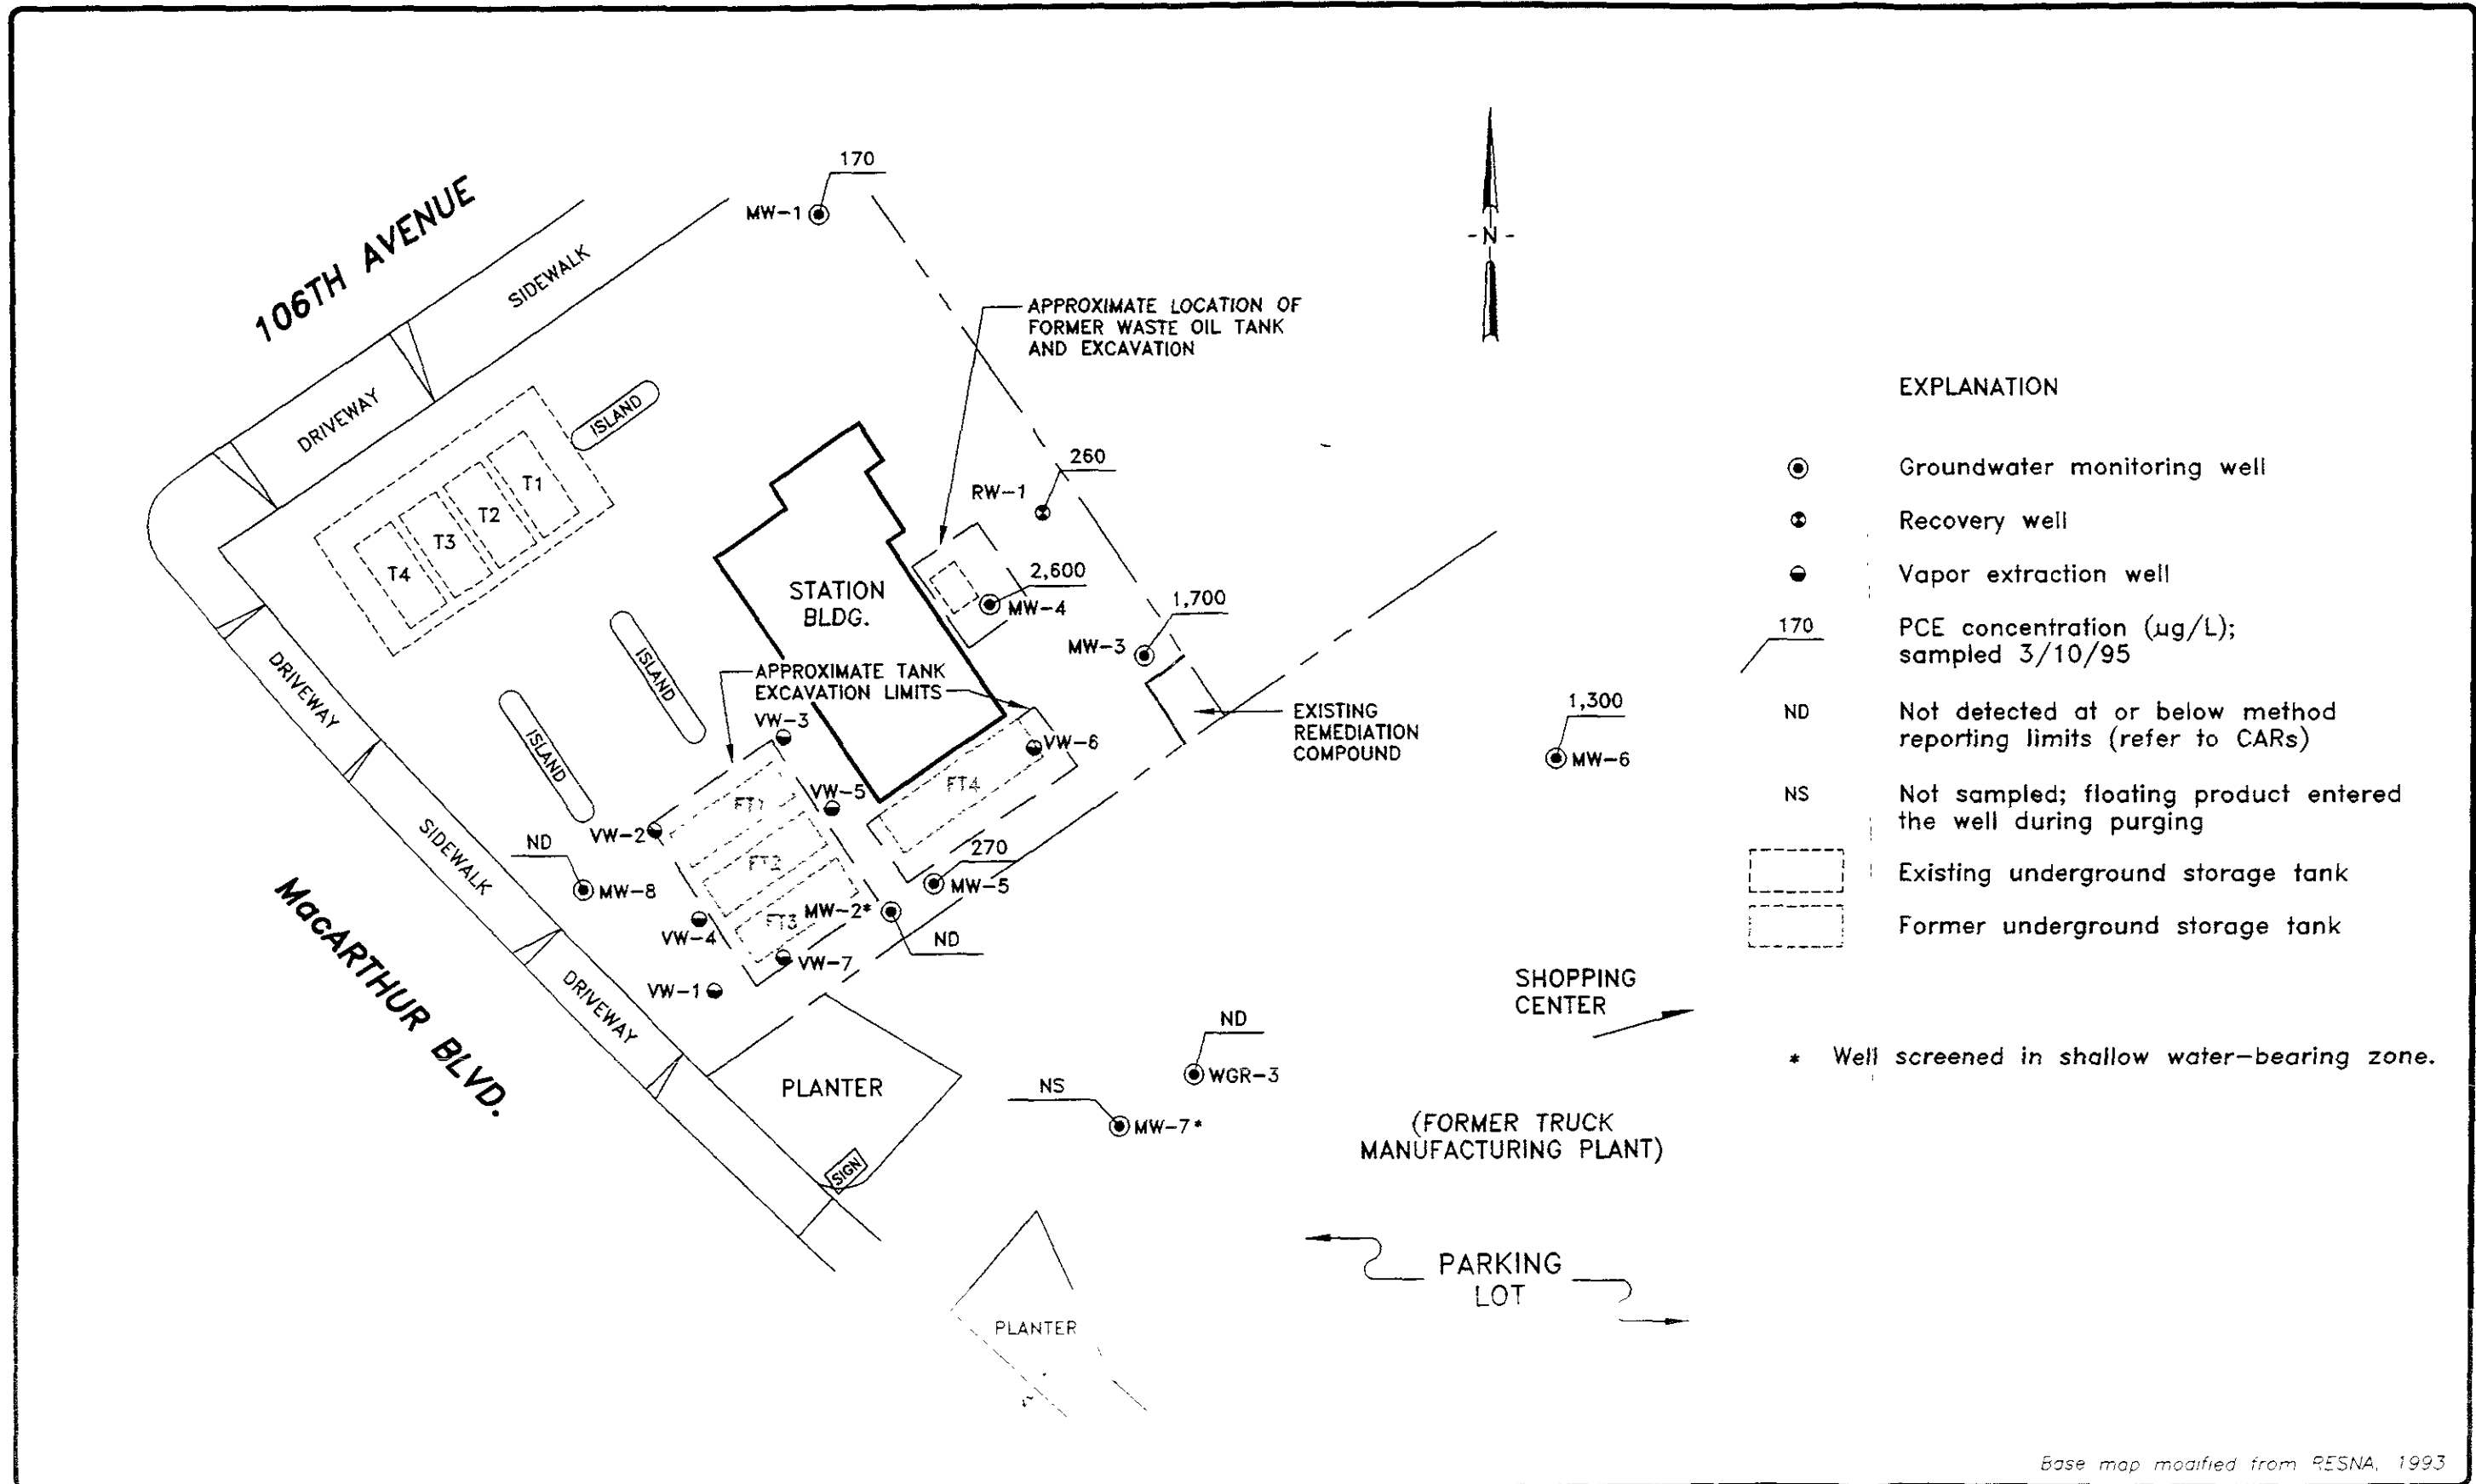 170
MW-1
106TH AVENUE
SIDEWALK
DRIVEWAY
ISLAND
T1
T2
T3
T4
-N-
APPROXIMATE LOCATION OF
FORMER WASTE OIL TANK
AND EXCAVATION
260
RW-1
2,600
MW-4
1,700
MW-3
STATION
BLDG.
ISLAND
ISLAND
APPROXIMATE TANK
EXCAVATION LIMITS
VW-3
VW-6
EXISTING
REMEDIATION
COMPOUND
1,300
MW-6
DRIVEWAY
FT1
FT4
VW-5
VW-2
ND
MW-8
FT2
270
MW-5
MW-2*
FT3
ND
VW-4
VW-7
VW-1
SIDEWALK
DRIVEWAY
MacARTHUR BLVD.
PLANTER
SIGN
ND
WGR-3
NS
MW-7*
SHOPPING
CENTER
(FORMER TRUCK
MANUFACTURING PLANT)
PARKING
LOT
PLANTER
EXPLANATION
Groundwater monitoring well
Recovery well
Vapor extraction well
170 PCE concentration (µg/L);
sampled 3/10/95
ND Not detected at or below method
reporting limits (refer to CARs)
NS Not sampled; floating product entered
the well during purging
Existing underground storage tank
Former underground storage tank
* Well screened in shallow water-bearing zone.
Base map modified from RESNA, 1993